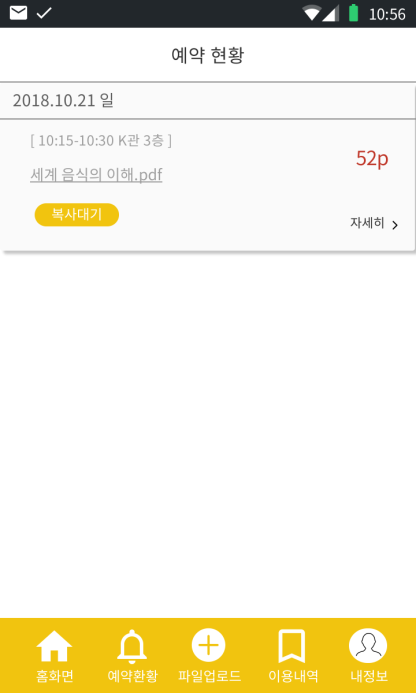 10:56
예약 현황
2018.10.21 일
[ 10:15-10:30 K관 3층 ]
52p
세계 음식의 이해.pdf
복사대기
자세히
홈화면 예약환황 파일업로드 이용내역 내정보